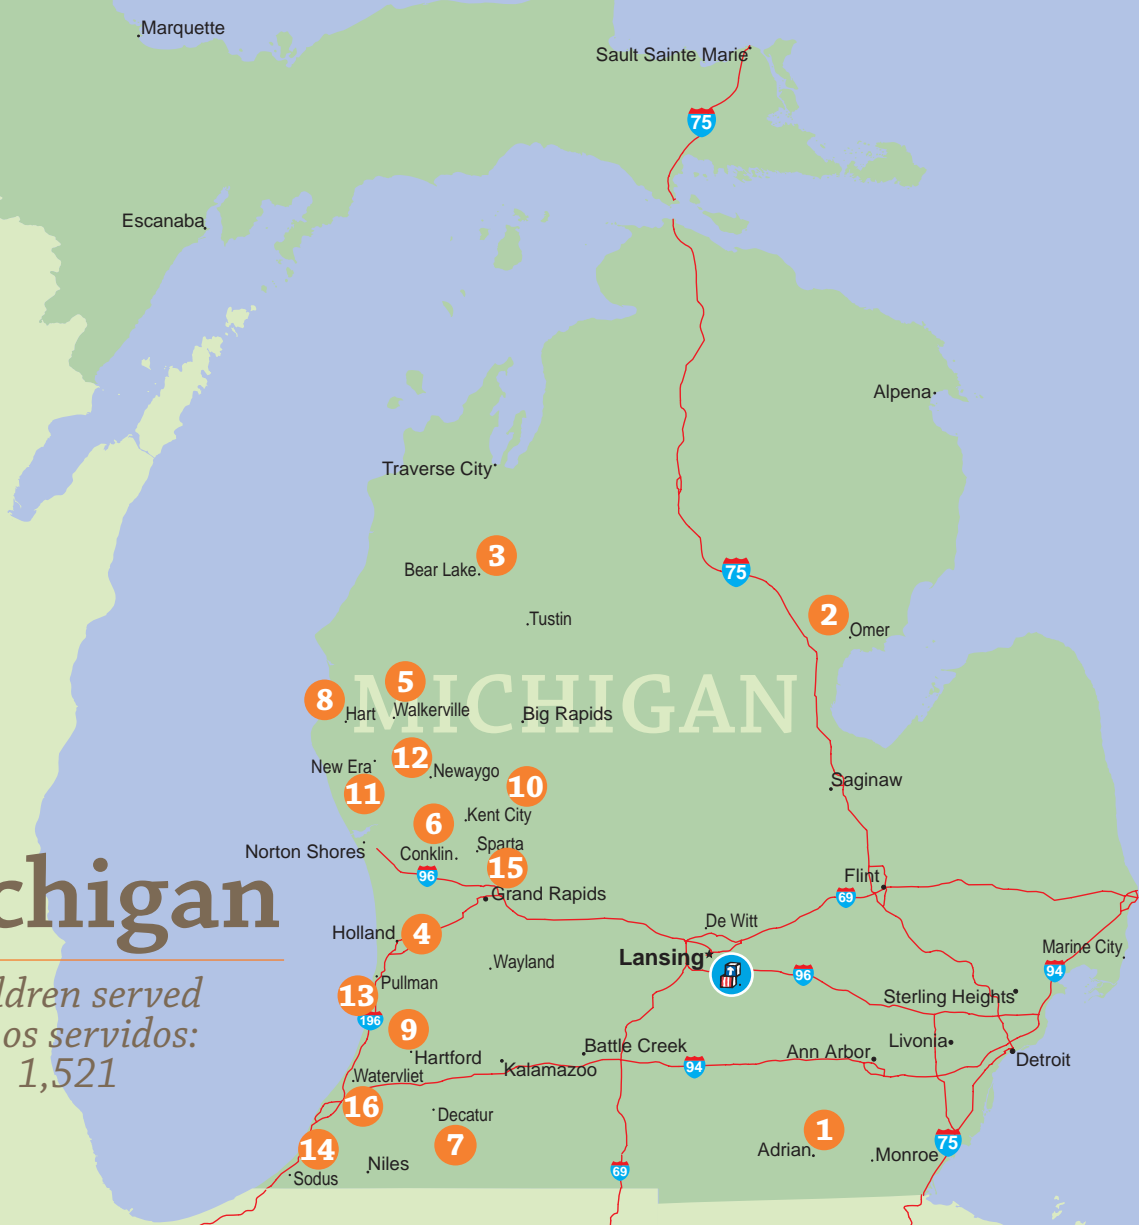 Marquette
Sault Sainte Marie
75
Escanaba
Alpena
Traverse City
3
Bear Lake
75
2
Tustin
Omer
5
8
MICHIGAN
Hart
Walkerville
Big Rapids
12
New Era
Newaygo
10
11
Saginaw
6
Kent City
Sparta
Norton Shores
Conklin
15
96
Flint
chigan
Grand Rapids
69
De Witt
Holland
4
Marine City
Lansing
Wayland
94
96
Pullman
ldren served
13
Sterling Heights
196
9
os servidos:
Livonia
Battle Creek
Ann Arbor
Hartford
Detroit
Kalamazoo
94
1,521
Watervliet
16
Decatur
1
7
75
14
Adrian
Monroe
Niles
69
Sodus